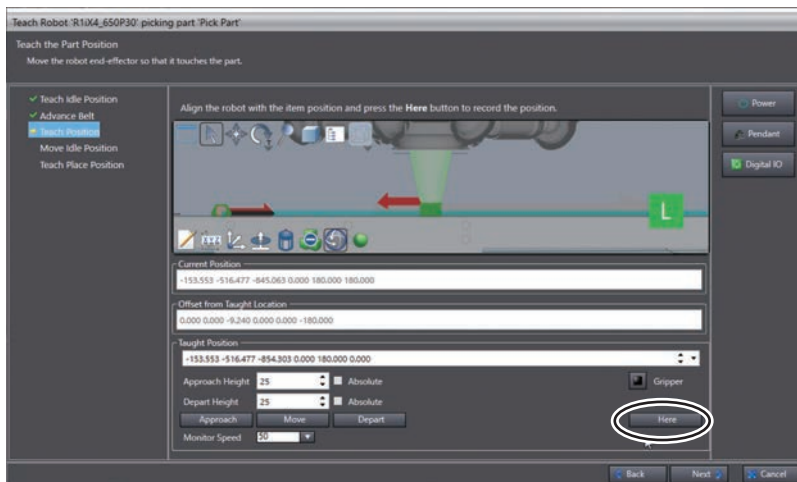 Teach Robot 'R1iX4_650P30' picking part 'Pick Part'
Teach the Part Position
Move the robot end-effector so that it touches the part.
Teach Idle Position
Advance Belt
Teach Position
Move Idle Position
Teach Place Position
Align the robot with the item position and press the Here button to record the position.
L
Current Position
-153.553 -516.477 -845.063 0.000 180.000 180.000
Offset from Taught Location
0.000 0.000 -9.240 0.000 0.000 -180.000
Taught Position
-153.553 -516.477 -854.303 0.000 180.000 0.000
Approach Height 25 Absolute
Gripper
Depart Height 25 Absolute
Approach Move Depart
Here
Monitor Speed 50
Power
Pendant
Digital IO
Back Next Cancel